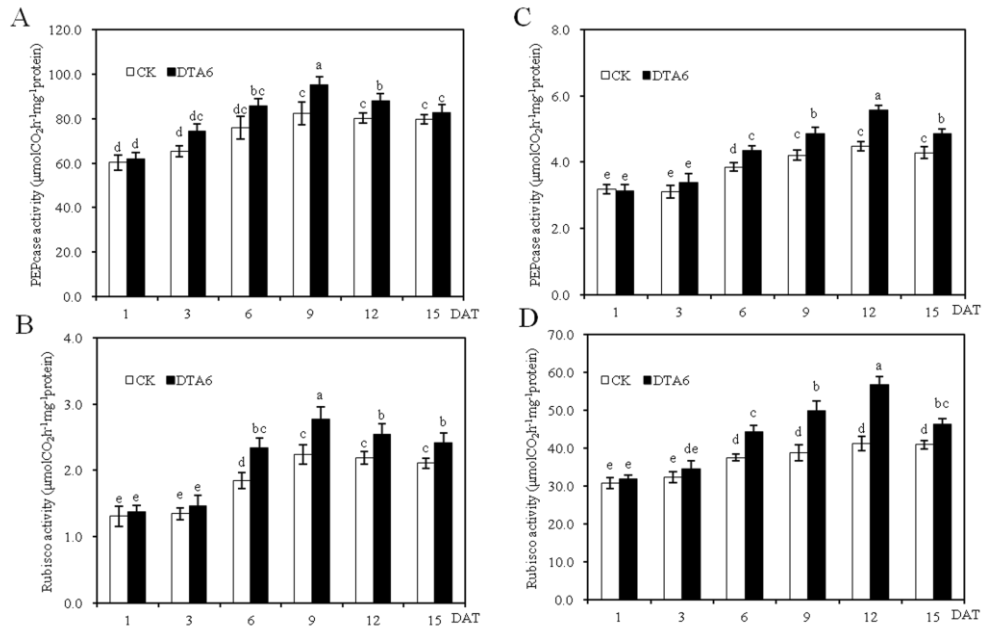 A
120.0
100.0
80.0
60.0
40.0
20.0
0.0
PEPcase activity (μmolCO₂h⁻¹mg⁻¹protein)
CK DTA6
d d d dc dc bc c a c b c c
1 3 6 9 12 15 DAT
C
8.0
6.0
4.0
2.0
0.0
PEPcase activity (μmolCO₂h⁻¹mg⁻¹protein)
CK DTA6
e e e e d c c b c a c b
1 3 6 9 12 15 DAT
B
4.0
3.0
2.0
1.0
0.0
Rubisco activity (μmolCO₂h⁻¹mg⁻¹protein)
CK DTA6
e e e e d bc c a c b c b
1 3 6 9 12 15 DAT
D
70.0
60.0
50.0
40.0
30.0
20.0
10.0
0.0
Rubisco activity (μmolCO₂h⁻¹mg⁻¹protein)
CK DTA6
e e e de d c d b d a d bc
1 3 6 9 12 15 DAT